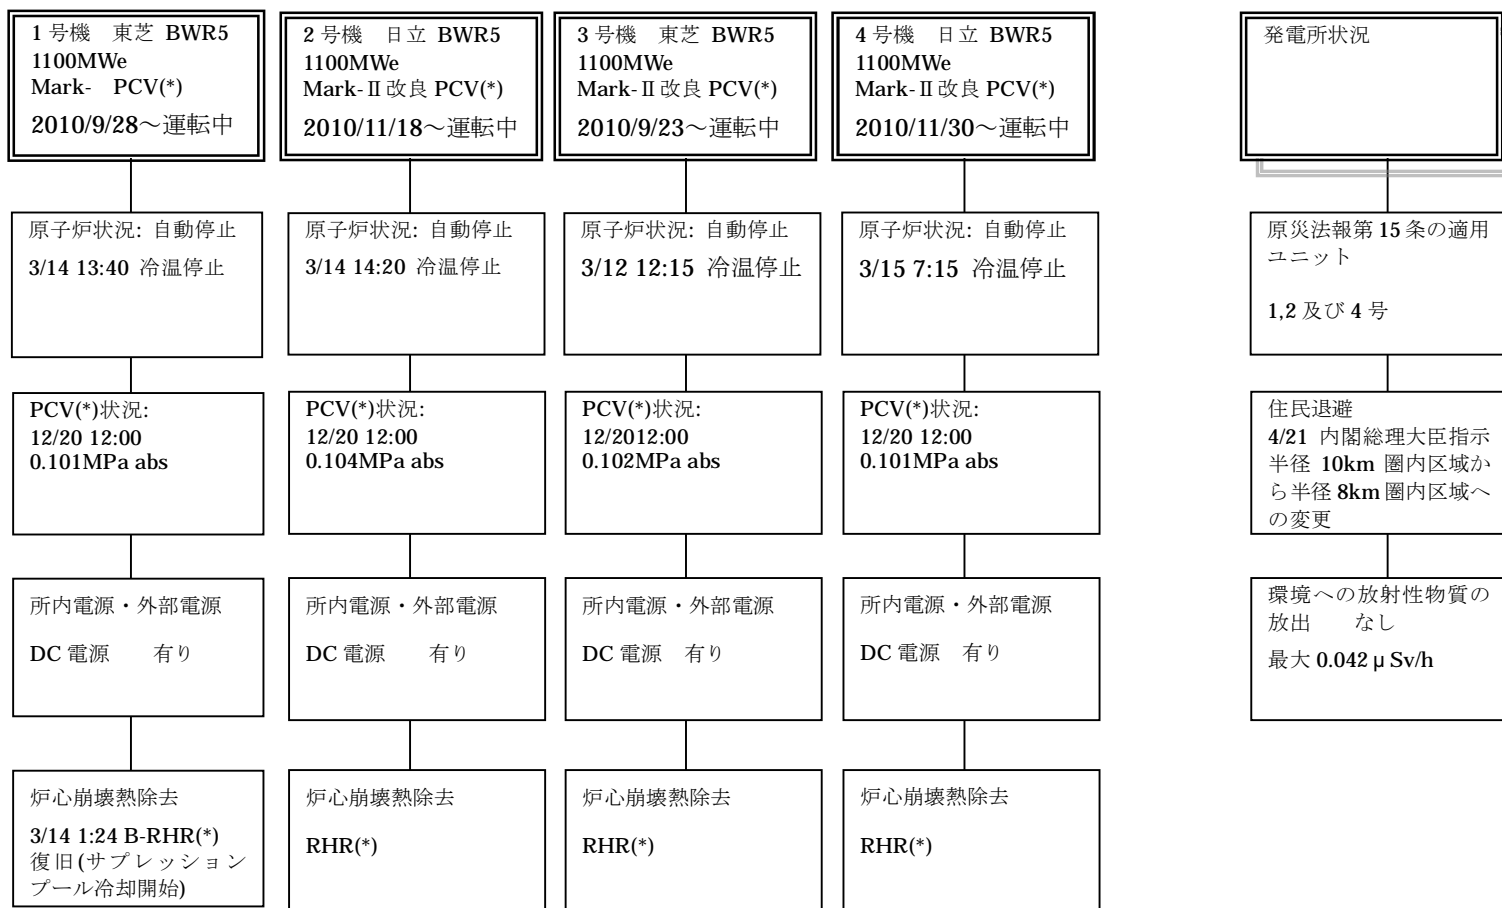 1 号機　東芝 BWR5
1100MWe
Mark-　PCV(*)
2010/9/28～運転中
原子炉状況: 自動停止
3/14 13:40 冷温停止
PCV(*)状況:
12/20 12:00
0.101MPa abs
所内電源・外部電源
DC 電源　　有り
炉心崩壊熱除去
3/14 1:24 B-RHR(*)
復旧(サプレッション
プール冷却開始)
2 号機　日立 BWR5
1100MWe
Mark-Ⅱ改良 PCV(*)
2010/11/18～運転中
原子炉状況: 自動停止
3/14 14:20 冷温停止
PCV(*)状況:
12/20 12:00
0.104MPa abs
所内電源・外部電源
DC 電源　　有り
炉心崩壊熱除去
RHR(*)
3 号機　東芝 BWR5
1100MWe
Mark-Ⅱ改良 PCV(*)
2010/9/23～運転中
原子炉状況: 自動停止
3/12 12:15 冷温停止
PCV(*)状況:
12/2012:00
0.102MPa abs
所内電源・外部電源
DC 電源　有り
炉心崩壊熱除去
RHR(*)
4 号機　日立 BWR5
1100MWe
Mark-Ⅱ改良 PCV(*)
2010/11/30～運転中
原子炉状況: 自動停止
3/15 7:15 冷温停止
PCV(*)状況:
12/20 12:00
0.101MPa abs
所内電源・外部電源
DC 電源　有り
炉心崩壊熱除去
RHR(*)
発電所状況
原災法報第 15 条の適用
ユニット
1,2 及び 4 号
住民退避
4/21 内閣総理大臣指示
半径 10km 圏内区域か
ら半径 8km 圏内区域へ
の変更
環境への放射性物質の
放出　　なし
最大 0.042 μ Sv/h